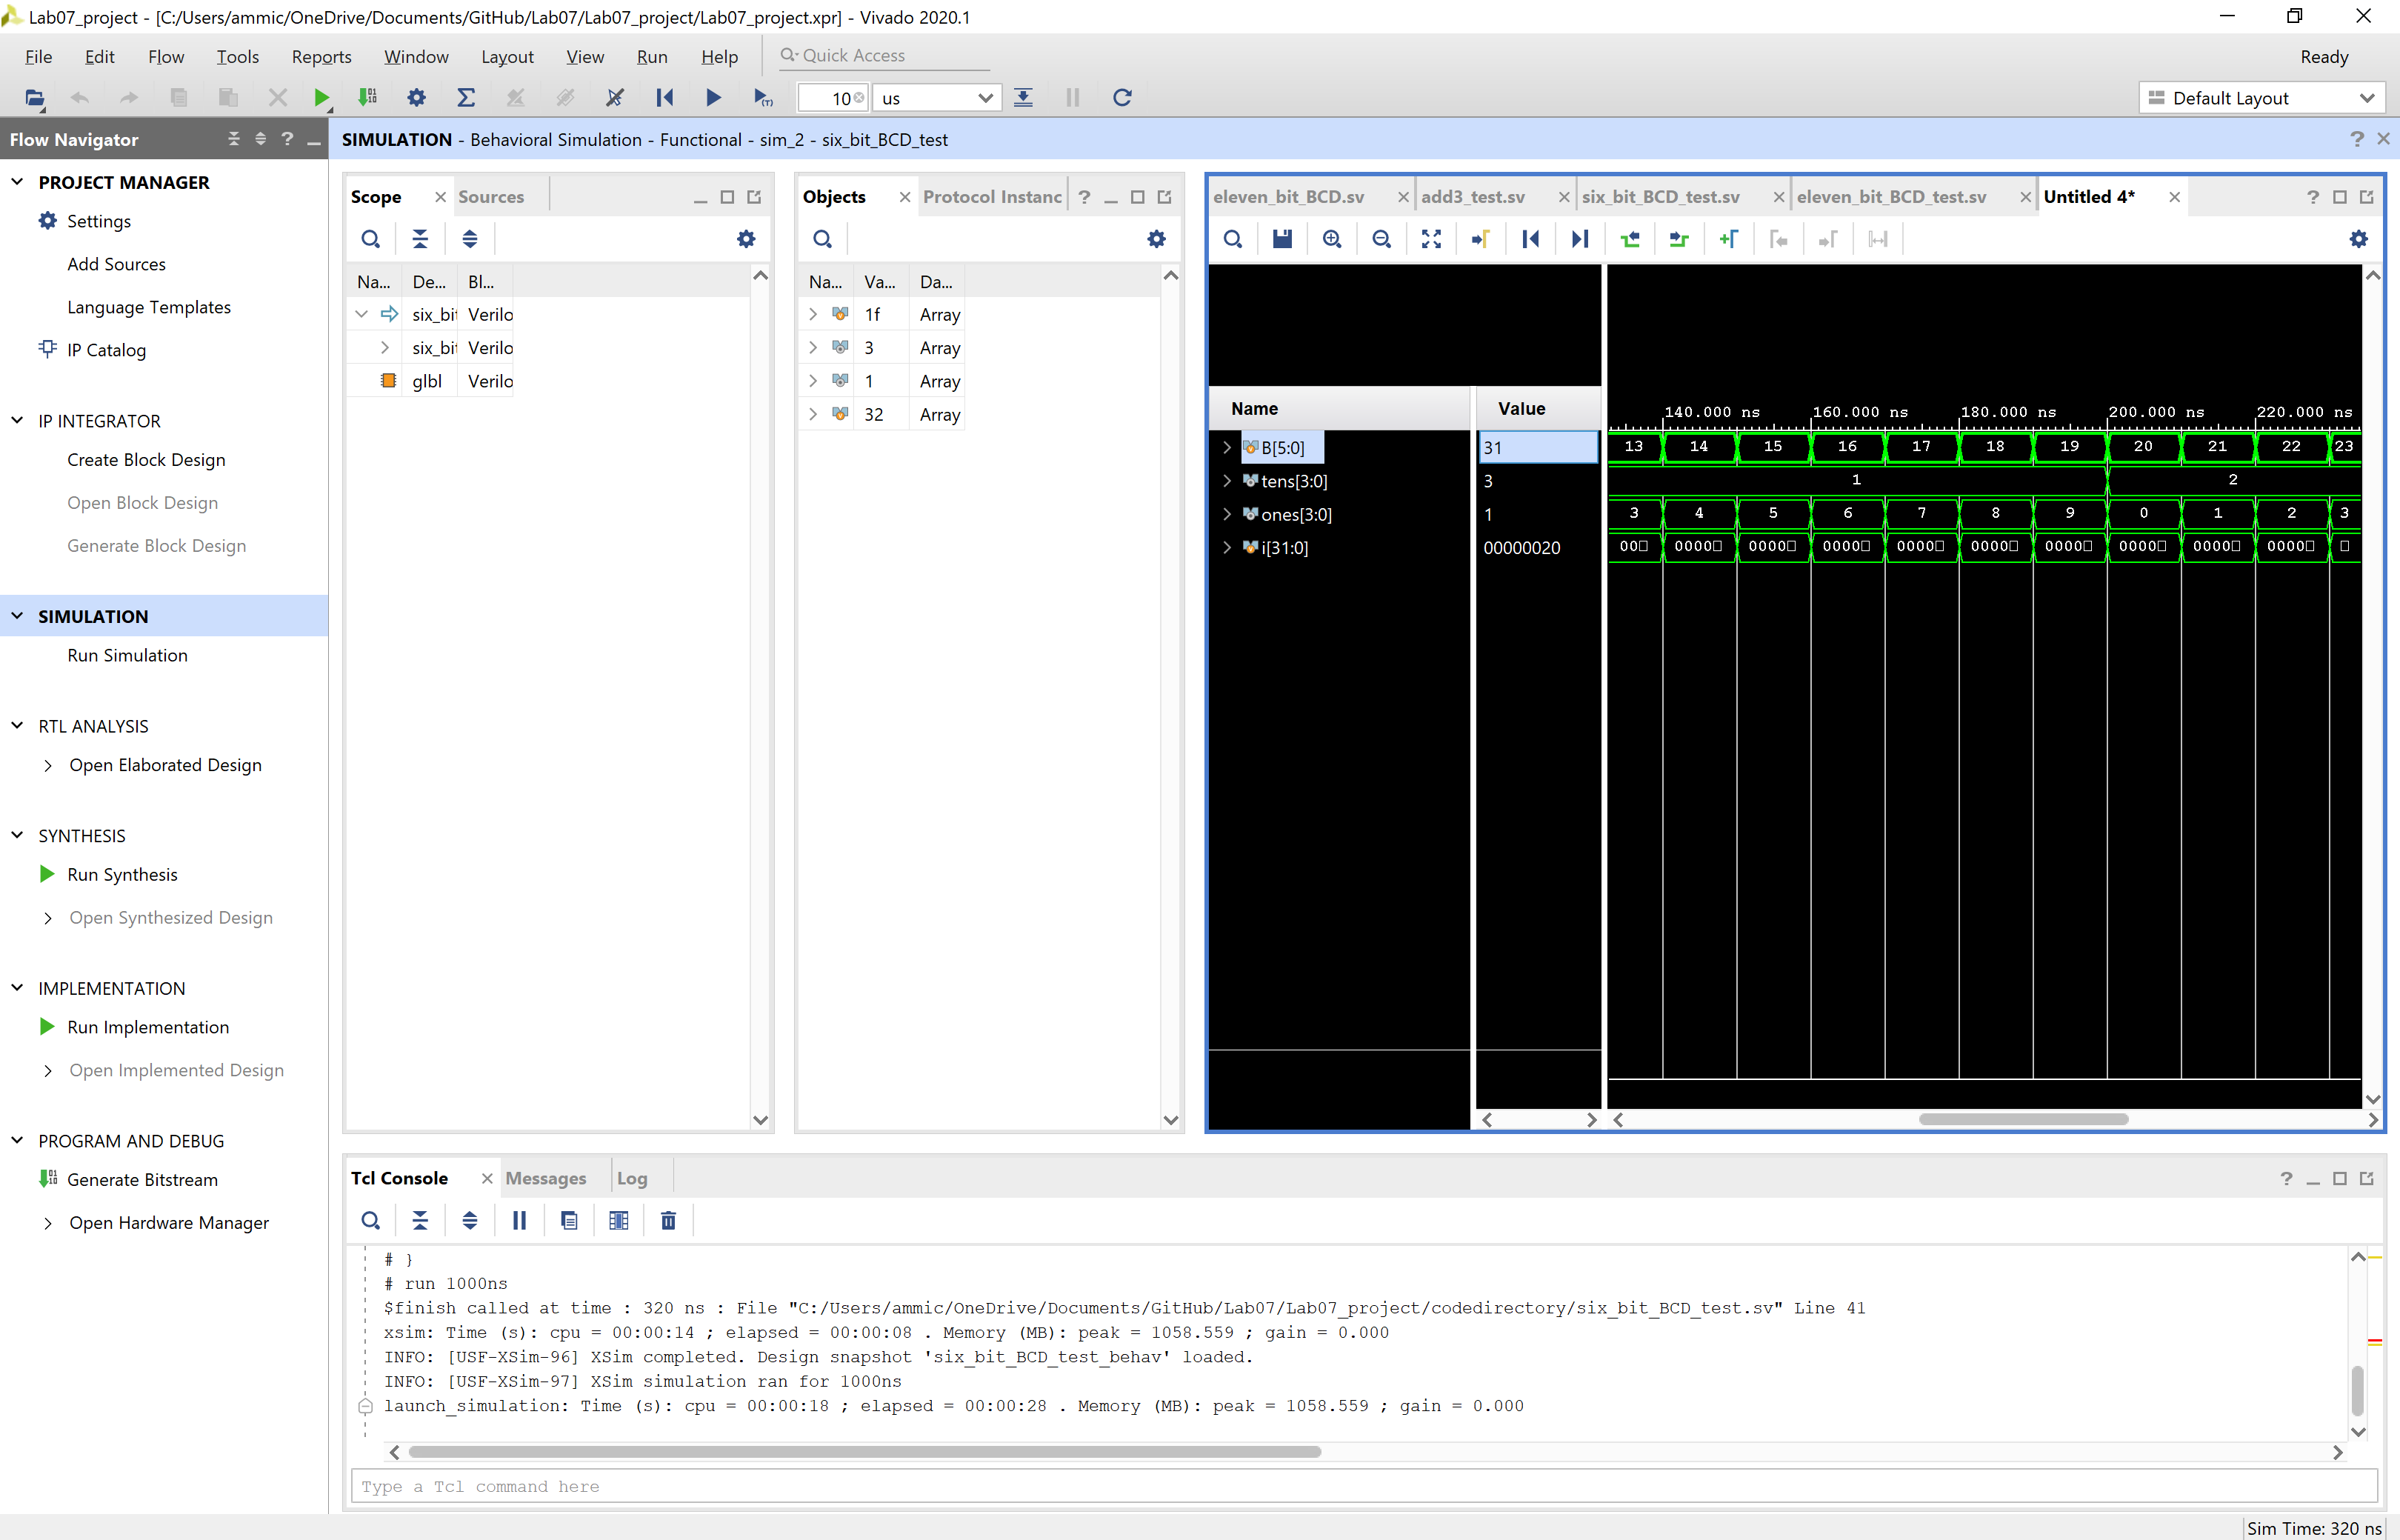 Lab07_project - [C:/Users/ammic/OneDrive/Documents/GitHub/Lab07/Lab07_project/Lab07_project.xpr] - Vivado 2020.1
File Edit Flow Tools Reports Window Layout View Run Help Quick Access Ready
10 us Default Layout
Flow Navigator
SIMULATION - Behavioral Simulation - Functional - sim_2 - six_bit_BCD_test
PROJECT MANAGER
Settings
Add Sources
Language Templates
IP Catalog
IP INTEGRATOR
Create Block Design
Open Block Design
Generate Block Design
SIMULATION
Run Simulation
RTL ANALYSIS
Open Elaborated Design
SYNTHESIS
Run Synthesis
Open Synthesized Design
IMPLEMENTATION
Run Implementation
Open Implemented Design
PROGRAM AND DEBUG
Generate Bitstream
Open Hardware Manager
Scope Sources
Na... De... Bl...
six_bit Verilo
six_bit Verilo
glbl Verilo
Objects Protocol Instanc
Na... Va... Da...
1f Array
3 Array
1 Array
32 Array
eleven_bit_BCD.sv add3_test.sv six_bit_BCD_test.sv eleven_bit_BCD_test.sv Untitled 4*
Name Value
140.000 ns 160.000 ns 180.000 ns 200.000 ns 220.000 ns
B[5:0] 31 13 14 15 16 17 18 19 20 21 22 23
tens[3:0] 3 1 2
ones[3:0] 1 3 4 5 6 7 8 9 0 1 2 3
i[31:0] 00000020 00 0000 0000 0000 0000 0000 0000 0000 0000 0000
Tcl Console Messages Log
# }
# run 1000ns
$finish called at time : 320 ns : File "C:/Users/ammic/OneDrive/Documents/GitHub/Lab07/Lab07_project/codedirectory/six_bit_BCD_test.sv" Line 41
xsim: Time (s): cpu = 00:00:14 ; elapsed = 00:00:08 . Memory (MB): peak = 1058.559 ; gain = 0.000
INFO: [USF-XSim-96] XSim completed. Design snapshot 'six_bit_BCD_test_behav' loaded.
INFO: [USF-XSim-97] XSim simulation ran for 1000ns
launch_simulation: Time (s): cpu = 00:00:18 ; elapsed = 00:00:28 . Memory (MB): peak = 1058.559 ; gain = 0.000
Type a Tcl command here
Sim Time: 320 ns